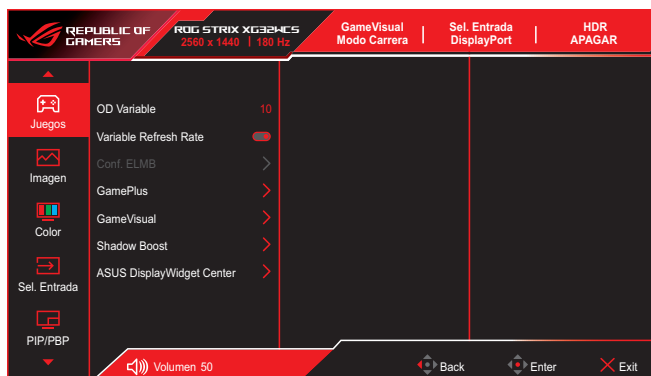 REPUBLIC OF
GAMERS
ROG STRIX XG32WCS
2560 x 1440 | 180 Hz
GameVisual
Modo Carrera
Sel. Entrada
DisplayPort
HDR
APAGAR
Juegos
Imagen
Color
Sel. Entrada
PIP/PBP
OD Variable 10
Variable Refresh Rate
Conf. ELMB
GamePlus
GameVisual
Shadow Boost
ASUS DisplayWidget Center
Volumen 50
Back
Enter
Exit